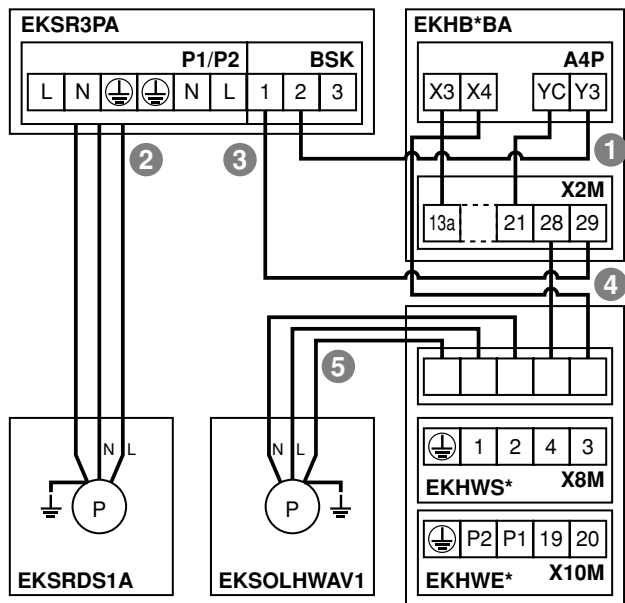 EKSR3PA
P1/P2 BSK
L N N L 1 2 3
EKHB*BA
A4P
X3 X4 YC Y3
1
2
3
X2M
13a 21 28 29
4
5
N L
P
EKSRDS1A
N L
P
EKSOLHWAV1
1 2 4 3
EKHWS* X8M
P2 P1 19 20
EKHWE* X10M